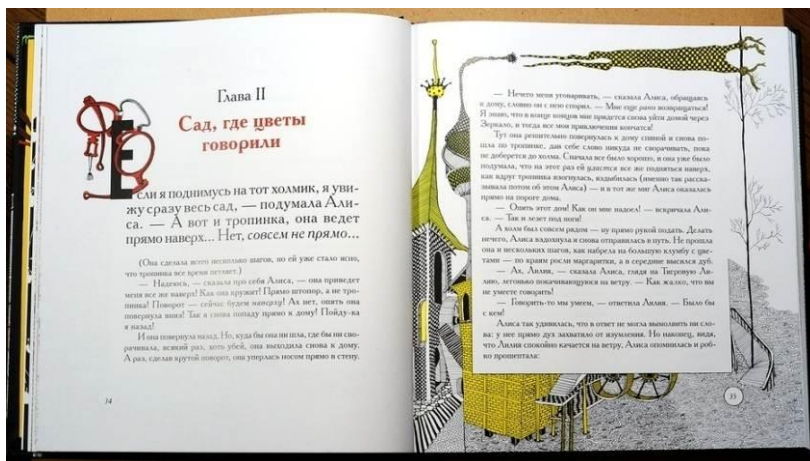 Глава II
Сад, где цветы
говорили
Если я поднимусь на тот холмик, я уви-
жу сразу весь сад, — подумала Али-
са. — А вот и тропинка, она ведет
прямо наверх... Нет, совсем не прямо...
(Она сделала всего несколько шагов, но ей уже стало ясно,
что тропинка все время петляет.)
— Надеюсь, — сказала про себя Алиса, — она приведет
меня все же наверх! Как она кружит! Прямо штопор, а не тро-
пинка! Поворот — сейчас будем наверху! Ах нет, опять она
повернула вниз! Так я снова попаду прямо к дому! Пойду-ка
я назад!
И она повернула назад. Но, куда бы она ни шла, где бы ни сво-
рачивала, всякий раз, хоть убей, она выходила снова к дому.
А раз, сделав крутой поворот, она уперлась носом прямо в стену.
34
— Нечего меня уговаривать, — сказала Алиса, обращаясь
к дому, словно он с нею спорил. — Мне еще рано возвращаться!
Я знаю, что в конце концов мне придется снова уйти домой через
Зеркало, и тогда все мои приключения кончатся!
Тут она решительно повернулась к дому спиной и снова по-
шла по тропинке, дав себе слово никуда не сворачивать, пока
не доберется до холма. Сначала все было хорошо, и она уже было
подумала, что на этот раз ей удастся все же подняться наверх,
как вдруг тропинка изогнулась, вздыбилась (именно так расска-
зывала потом об этом Алиса) — и в тот же миг Алиса оказалась
прямо на пороге дома.
— Опять этот дом! Как он мне надоел! — вскричала Али-
са. — Так и лезет под ноги!
А холм был совсем рядом — ну прямо рукой подать. Делать
нечего, Алиса вздохнула и снова отправилась в путь. Не прошла
она и нескольких шагов, как набрела на большую клумбу с цве-
тами — по краям росли маргаритки, а в середине высился дуб.
— Ах, Лилия, — сказала Алиса, глядя на Тигровую Ли-
лию, легонько покачивающуюся на ветру. — Как жалко, что вы
не умеете говорить!
— Говорить-то мы умеем, — ответила Лилия. — Было бы
с кем!
Алиса так удивилась, что в ответ не могла вымолвить ни сло-
ва: у нее прямо дух захватило от изумления. Но наконец, видя,
что Лилия спокойно качается на ветру, Алиса опомнилась и роб-
ко прошептала:
35